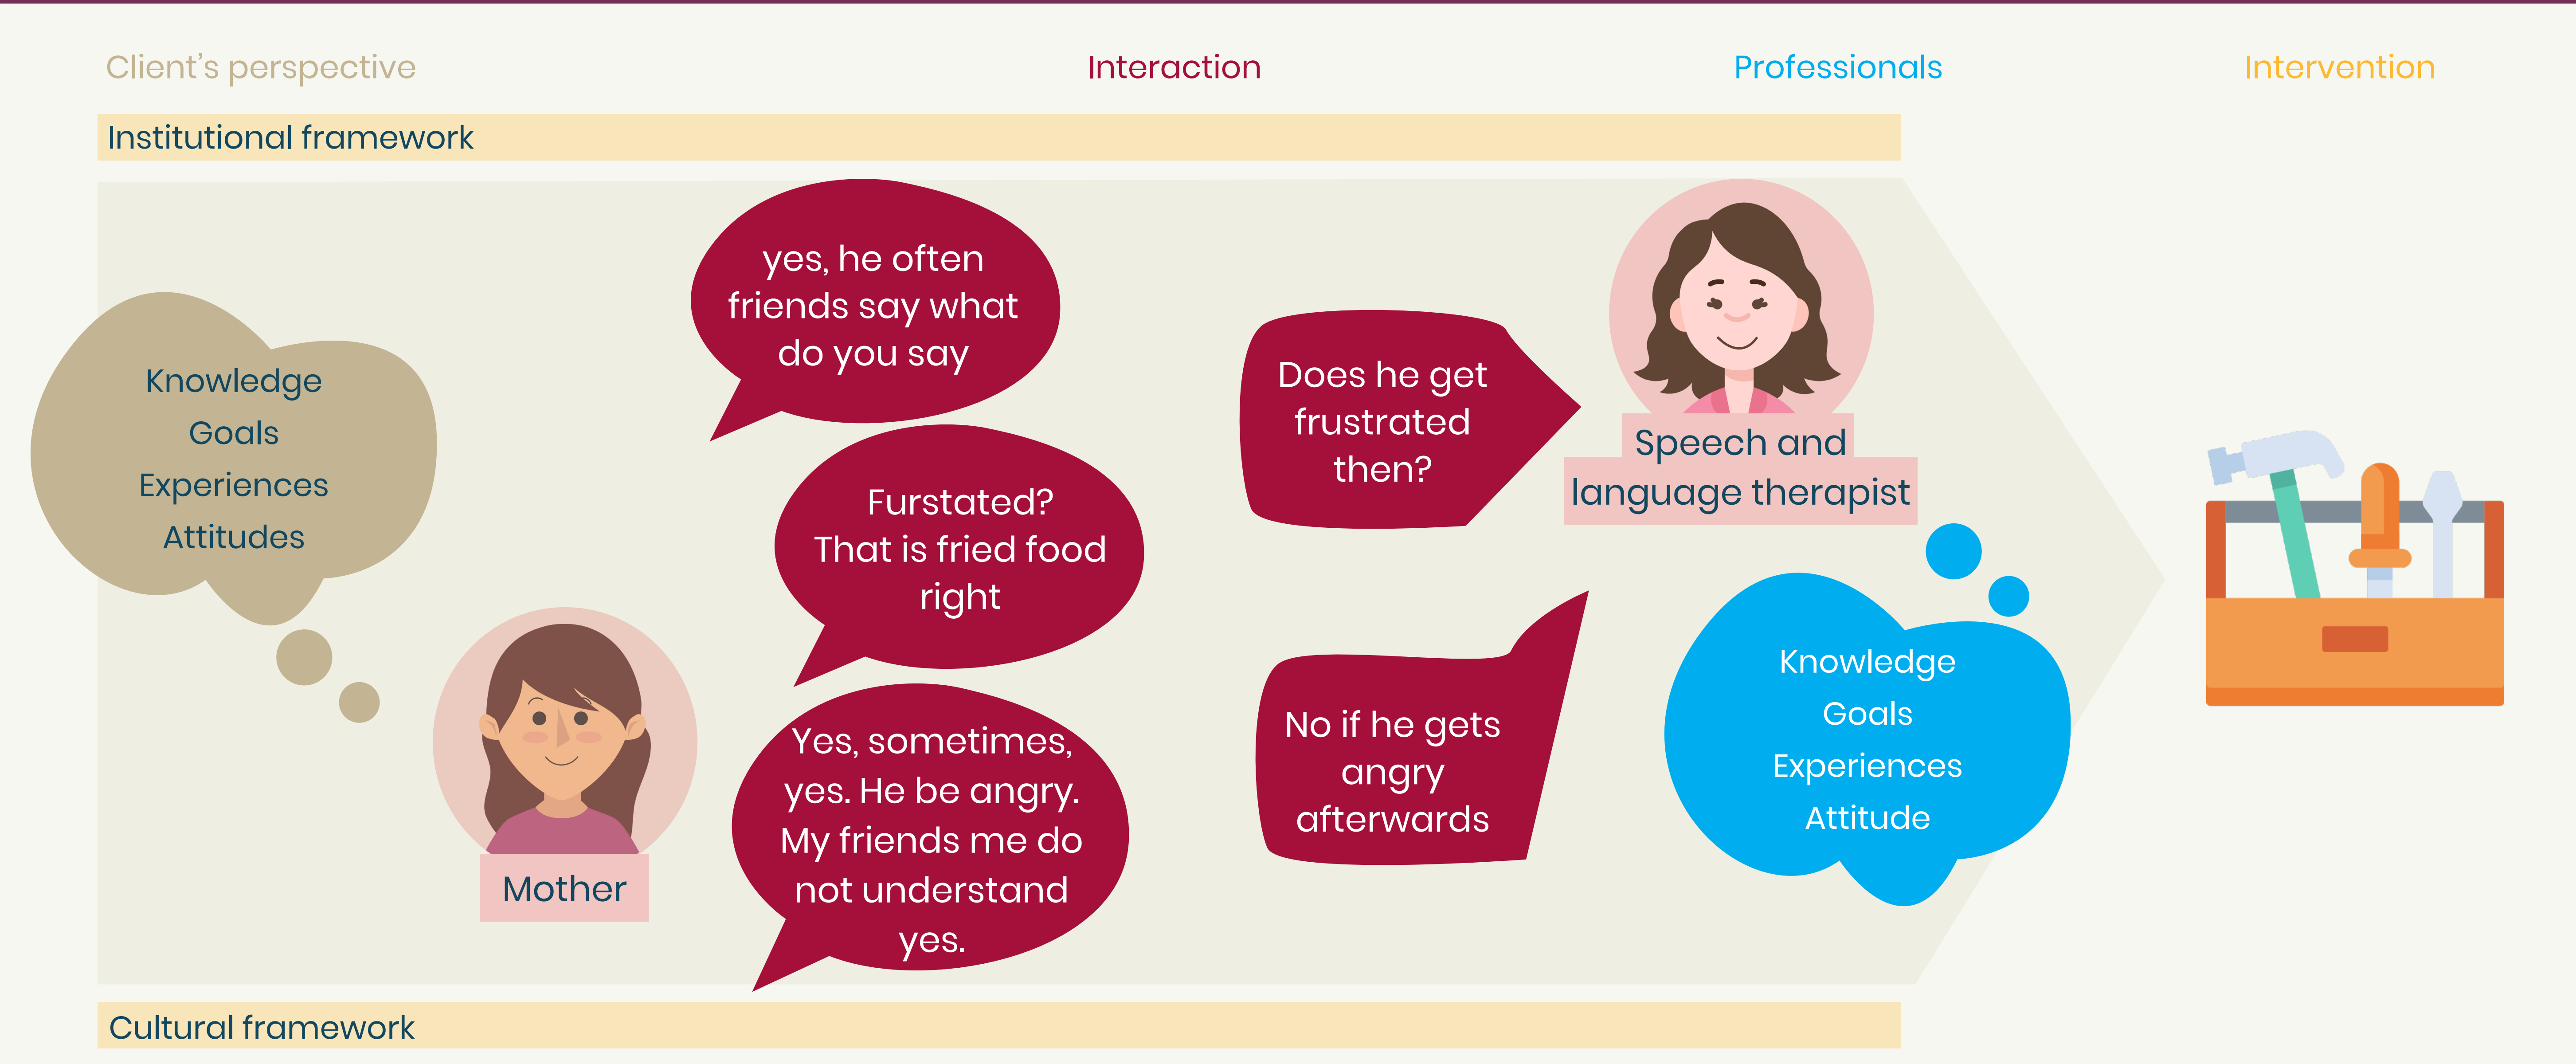 Client's perspective
Interaction
Professionals
Intervention
Institutional framework
Knowledge
Goals
Experiences
Attitudes
Mother
yes, he often
friends say what
do you say
Does he get
frustrated
then?
Furstated?
That is fried food
right
No if he gets
angry
afterwards
Yes, sometimes,
yes. He be angry.
My friends me do
not understand
yes.
Speech and
language therapist
Knowledge
Goals
Experiences
Attitude
Cultural framework